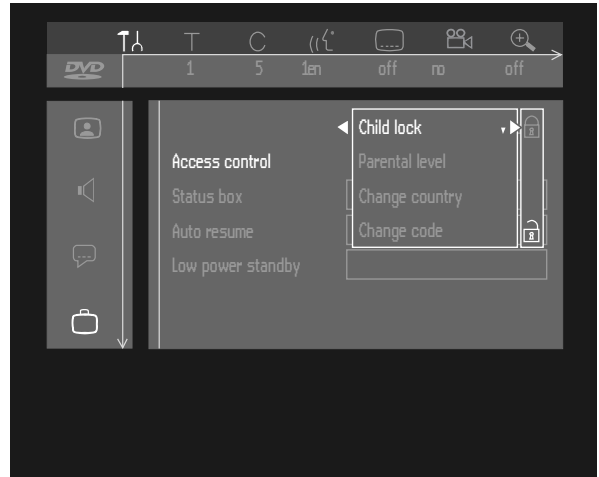 T C
DVD 1 5 1en off no off
Child lock
Access control Parental level
Status box Change country
Auto resume Change code
Low power standby